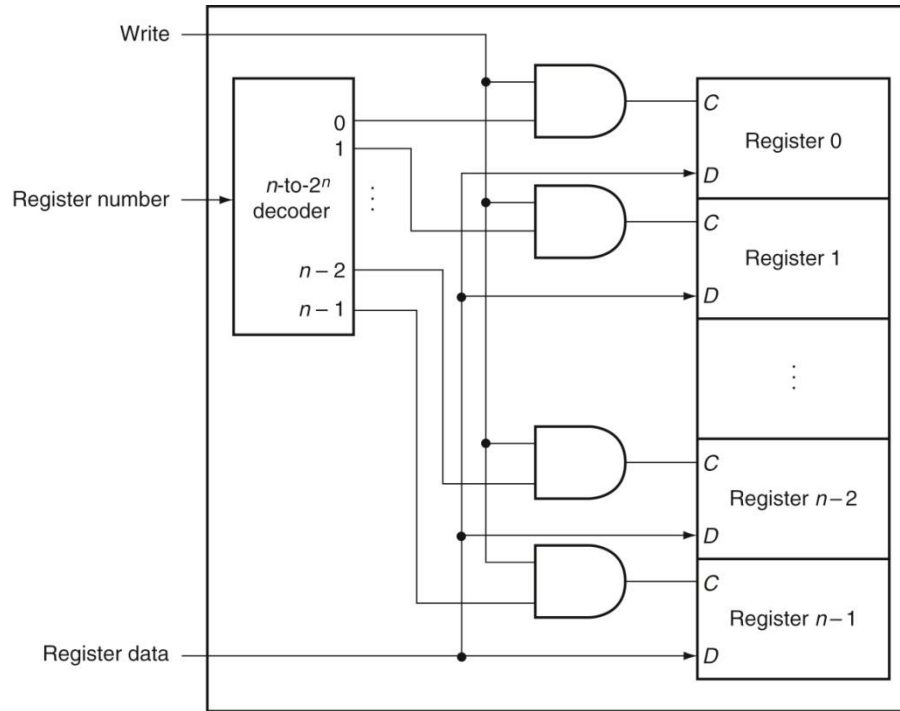 Write
C
0
Register 0
1
D
n-to-2ⁿ
decoder
⋮
Register number
C
Register 1
n – 2
D
n – 1
⋮
C
Register n – 2
D
C
Register n – 1
Register data
D